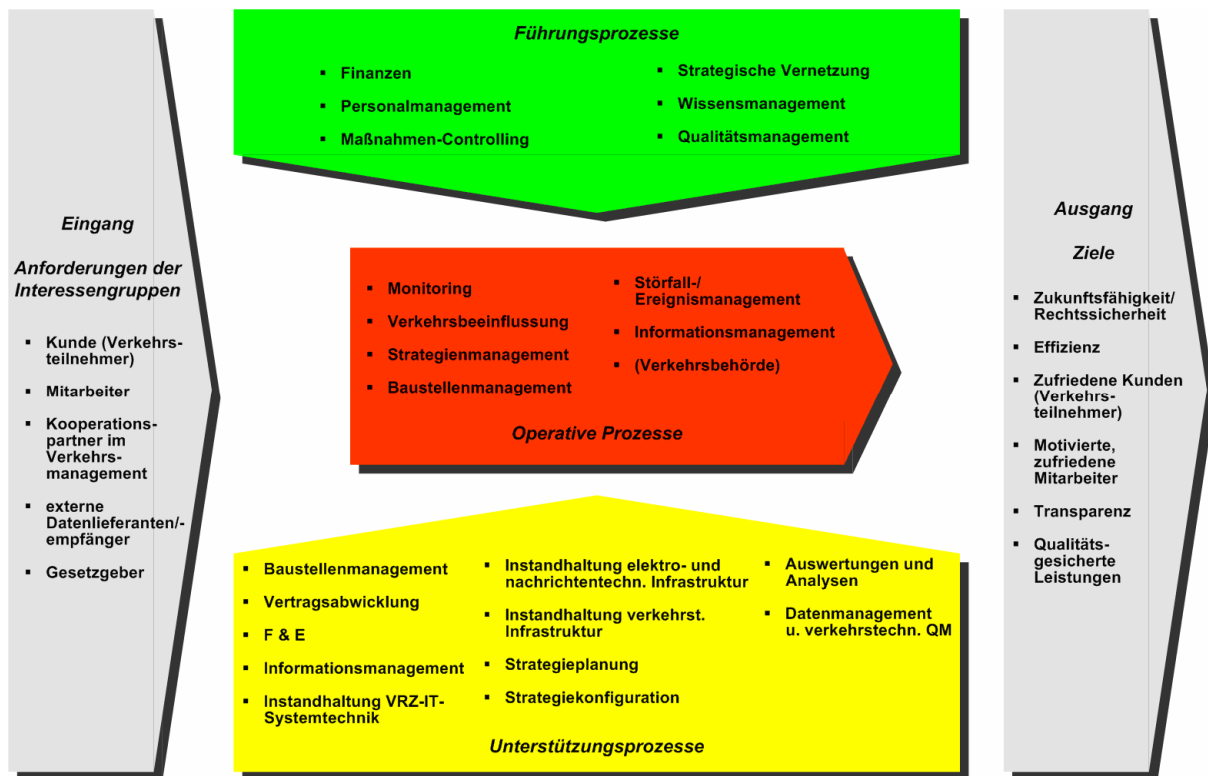 Führungsprozesse
▪ Finanzen
▪ Personalmanagement
▪ Maßnahmen-Controlling
▪ Strategische Vernetzung
▪ Wissensmanagement
▪ Qualitätsmanagement
Eingang
Anforderungen der
Interessengruppen
▪ Kunde (Verkehrs-
teilnehmer)
▪ Mitarbeiter
▪ Kooperations-
partner im
Verkehrs-
management
▪ externe
Datenlieferanten/-
empfänger
▪ Gesetzgeber
▪ Monitoring
▪ Verkehrsbeeinflussung
▪ Strategienmanagement
▪ Baustellenmanagement
▪ Störfall-/
Ereignismanagement
▪ Informationsmanagement
▪ (Verkehrsbehörde)
Operative Prozesse
▪ Baustellenmanagement
▪ Vertragsabwicklung
▪ F & E
▪ Informationsmanagement
▪ Instandhaltung VRZ-IT-
Systemtechnik
▪ Instandhaltung elektro- und
nachrichtentechn. Infrastruktur
▪ Instandhaltung verkehrst.
Infrastruktur
▪ Strategieplanung
▪ Strategiekonfiguration
▪ Auswertungen und
Analysen
▪ Datenmanagement
u. verkehrstechn. QM
Unterstützungsprozesse
Ausgang
Ziele
▪ Zukunftsfähigkeit/
Rechtssicherheit
▪ Effizienz
▪ Zufriedene Kunden
(Verkehrs-
teilnehmer)
▪ Motivierte,
zufriedene
Mitarbeiter
▪ Transparenz
▪ Qualitäts-
gesicherte
Leistungen